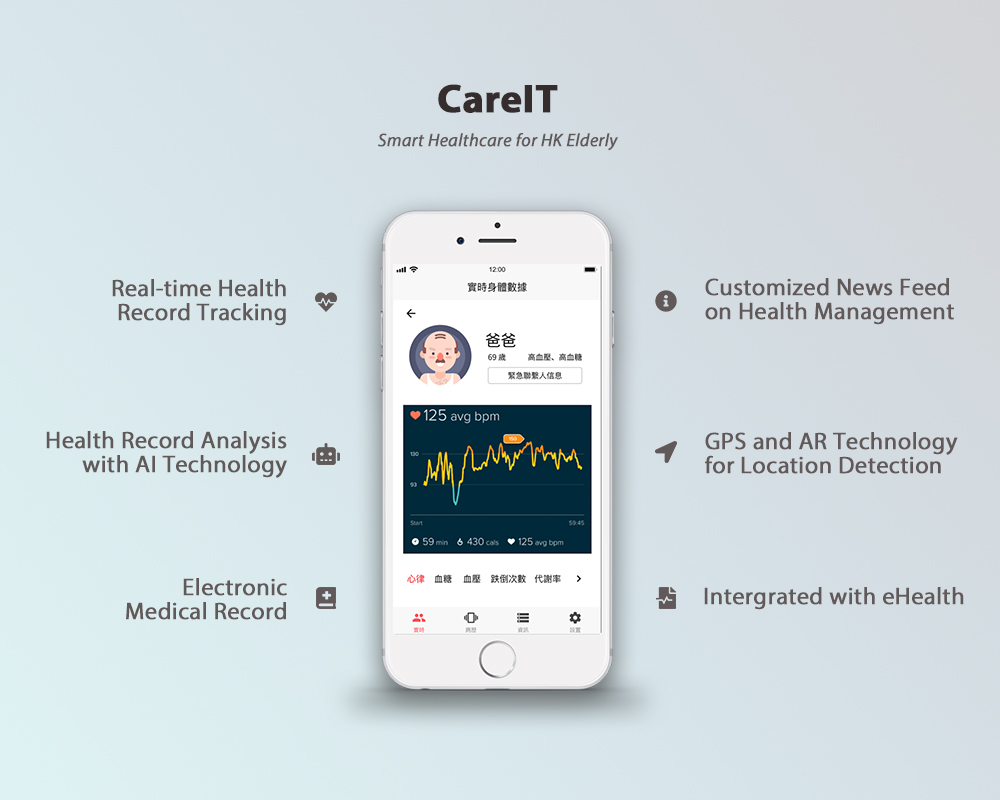 CareIT
Smart Healthcare for HK Elderly
Real-time Health
Record Tracking
Health Record Analysis
with AI Technology
Electronic
Medical Record
12:00
實時身體數據
爸爸
69 歲 高血壓、高血糖
緊急聯繫人信息
125 avg bpm
130
93
Start 59:45
59 min 430 cals 125 avg bpm
心律 血糖 血壓 跌倒次數 代謝率
實時 資訊 設置
Customized News Feed
on Health Management
GPS and AR Technology
for Location Detection
Intergrated with eHealth